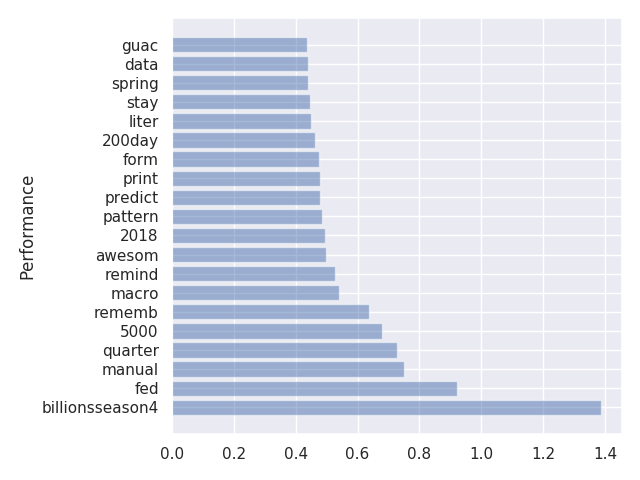 guac
data
spring
stay
liter
200day
form
print
predict
pattern
2018
awesom
remind
macro
rememb
5000
quarter
manual
fed
billionsseason4
Performance
0.0 0.2 0.4 0.6 0.8 1.0 1.2 1.4